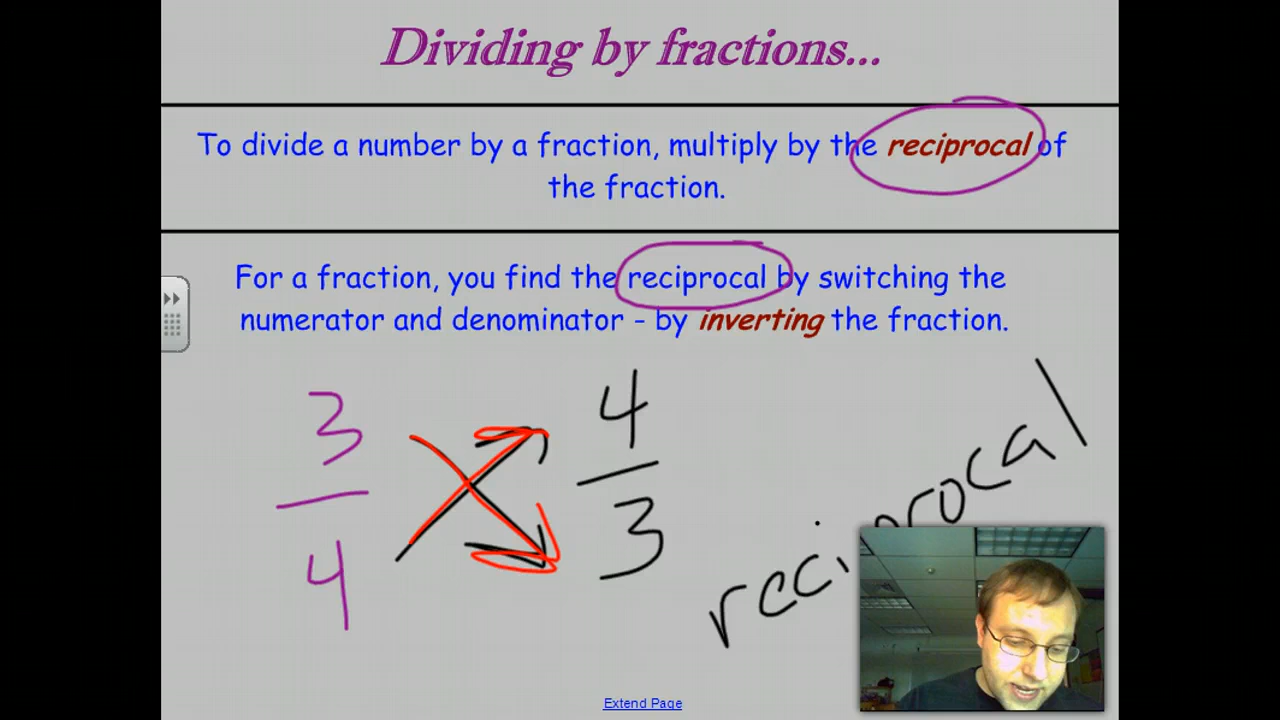 Dividing by fractions...
To divide a number by a fraction, multiply by the reciprocal of
the fraction.
For a fraction, you find the reciprocal by switching the
numerator and denominator - by inverting the fraction.
3
4
4
3
reciprocal
Extend Page